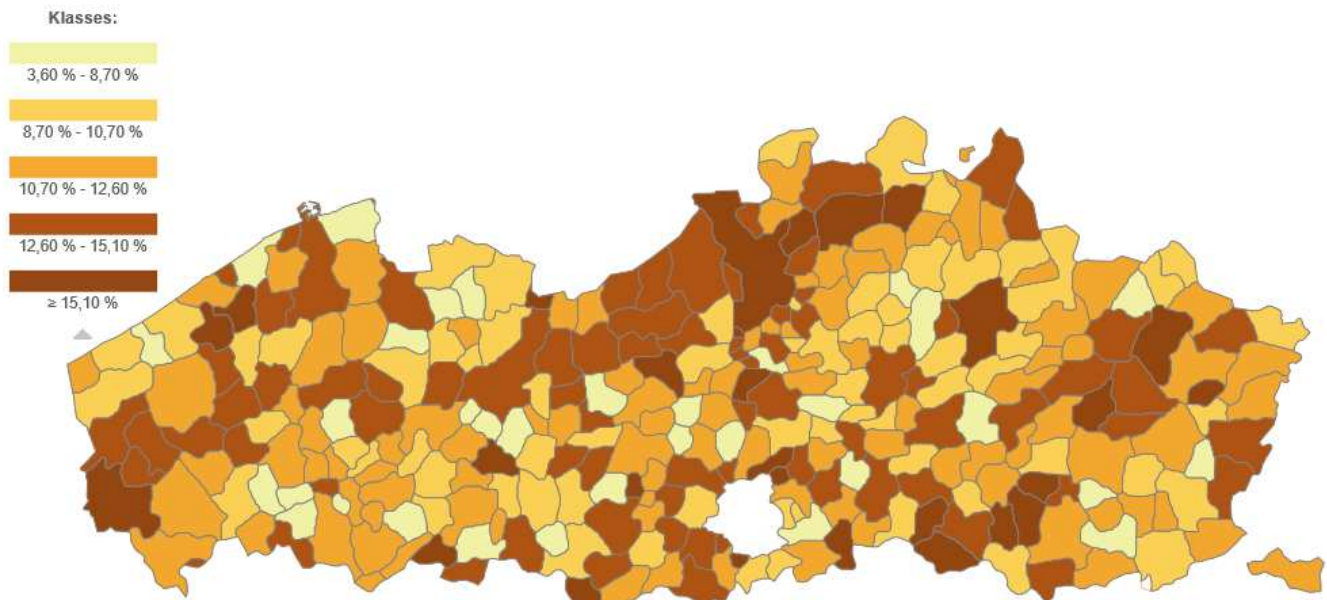 Klasses:
3,60 % - 8,70 %
8,70 % - 10,70 %
10,70 % - 12,60 %
12,60 % - 15,10 %
≥ 15,10 %